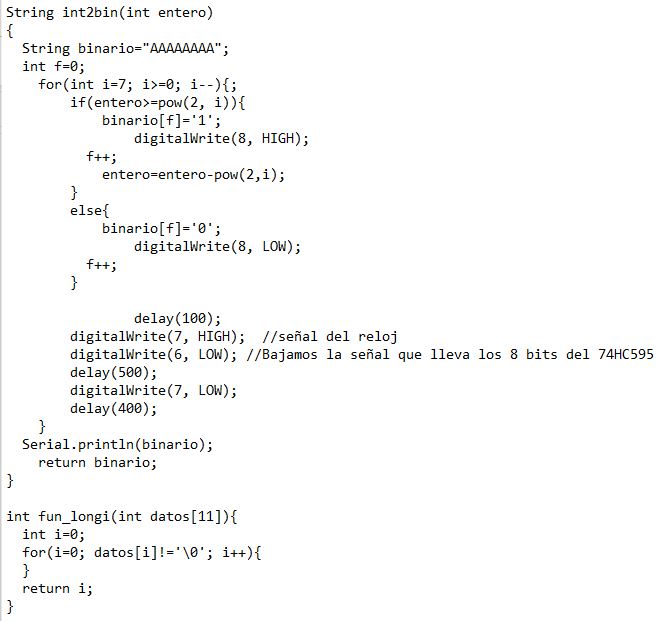 String int2bin(int entero)
{
  String binario="AAAAAAAA";
  int f=0;
    for(int i=7; i>=0; i--){;
        if(entero>=pow(2, i)){
            binario[f]='1';
                digitalWrite(8, HIGH);
          f++;
            entero=entero-pow(2,i);
        }
        else{
            binario[f]='0';
                digitalWrite(8, LOW);
          f++;
        }

                delay(100);
        digitalWrite(7, HIGH);  //señal del reloj
        digitalWrite(6, LOW); //Bajamos la señal que lleva los 8 bits del 74HC595
        delay(500);
        digitalWrite(7, LOW);
        delay(400);
    }
  Serial.println(binario);
    return binario;
}

int fun_longi(int datos[11]){
  int i=0;
  for(i=0; datos[i]!='\0'; i++){
  }
  return i;
}